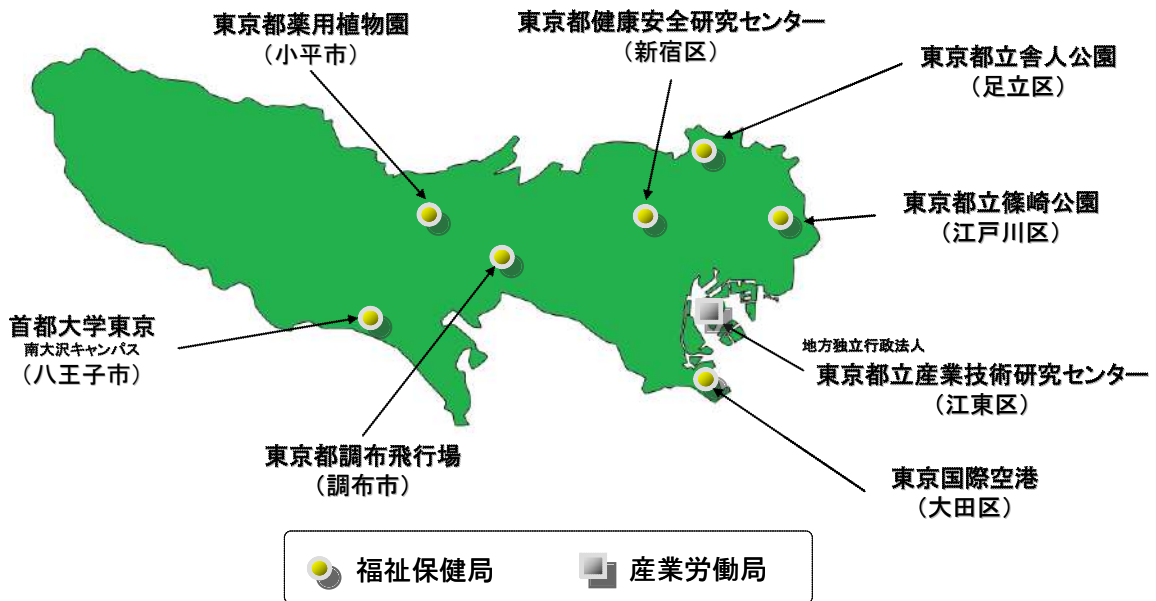 東京都薬用植物園
（小平市）
東京都健康安全研究センター
（新宿区）
東京都立舎人公園
（足立区）
東京都立篠崎公園
（江戸川区）
首都大学東京
南大沢キャンパス
（八王子市）
地方独立行政法人
東京都立産業技術研究センター
（江東区）
東京都調布飛行場
（調布市）
東京国際空港
（大田区）
福祉保健局
産業労働局